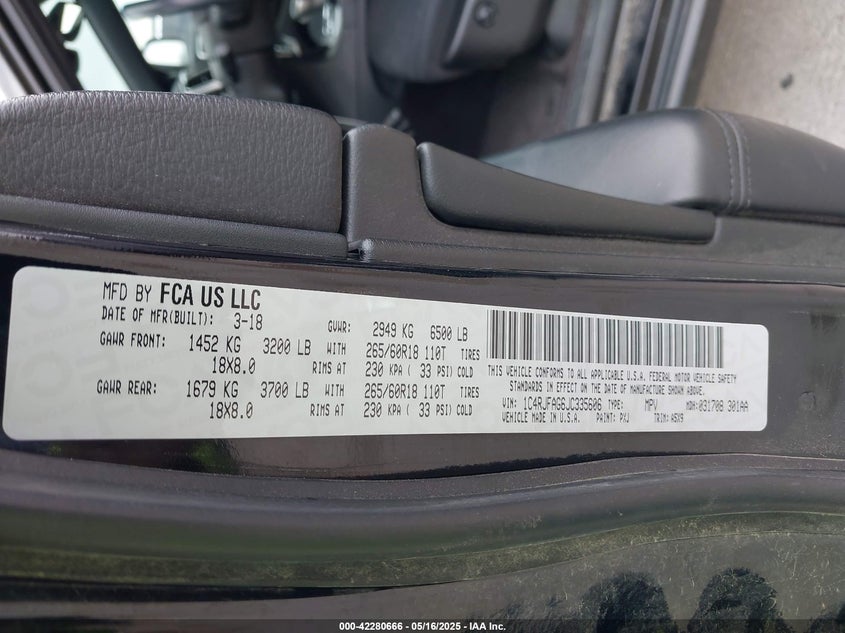 MFD BY FCA US LLC
DATE OF MFR(BUILT): 3-18 GVWR: 2949 KG 6500 LB
GAWR FRONT: 1452 KG 3200 LB WITH 265/60R18 110T TIRES
18X8.0 RIMS AT 230 KPA ( 33 PSI) COLD
GAWR REAR: 1679 KG 3700 LB WITH 265/60R18 110T TIRES
18X8.0 RIMS AT 230 KPA ( 33 PSI) COLD
THIS VEHICLE CONFORMS TO ALL APPLICABLE U.S.A. FEDERAL MOTOR VEHICLE SAFETY
STANDARDS IN EFFECT ON THE DATE OF MANUFACTURE SHOWN ABOVE.
VIN: 1C4RJFAG6JC335606 TYPE: MPV MDH: 031708 301AA
VEHICLE MADE IN U.S.A. PAINT: PXJ TRIM: A5X9
000-42280666 - 05/16/2025 - IAA Inc.